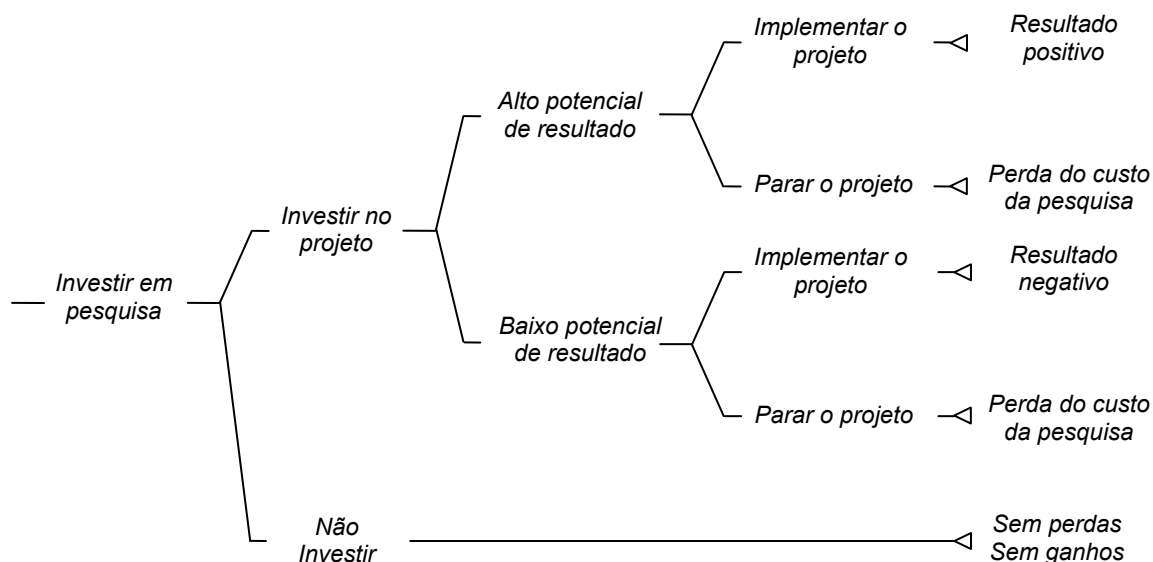 Implementar o
projeto
Resultado
positivo
Alto potencial
de resultado
Parar o projeto
Perda do custo
da pesquisa
Investir no
projeto
Implementar o
projeto
Resultado
negativo
Investir em
pesquisa
Baixo potencial
de resultado
Parar o projeto
Perda do custo
da pesquisa
Não
Investir
Sem perdas
Sem ganhos